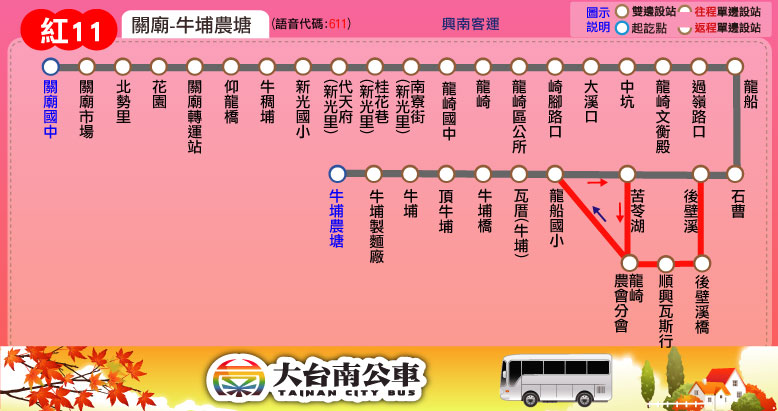 紅11
關廟-牛埔農塘
(語音代碼:611)
興南客運
圖示
說明
雙邊設站
往程單邊設站
起訖點
返程單邊設站
關廟國中
關廟市場
北勢里
花園
關廟轉運站
仰龍橋
牛稠埔
新光國小
代天府
(新光里)
桂花巷
(新光里)
南寮街
(新光里)
龍崎國中
龍崎
龍崎區公所
崎腳路口
大溪口
中坑
龍崎文衡殿
過嶺路口
龍船
石曹
後壁溪
苦苓湖
龍船國小
瓦厝(牛埔)
牛埔橋
頂牛埔
牛埔
牛埔製麵廠
牛埔農塘
龍崎
農會分會
順興瓦斯行
後壁溪橋
大台南公車
TAINAN CITY BUS